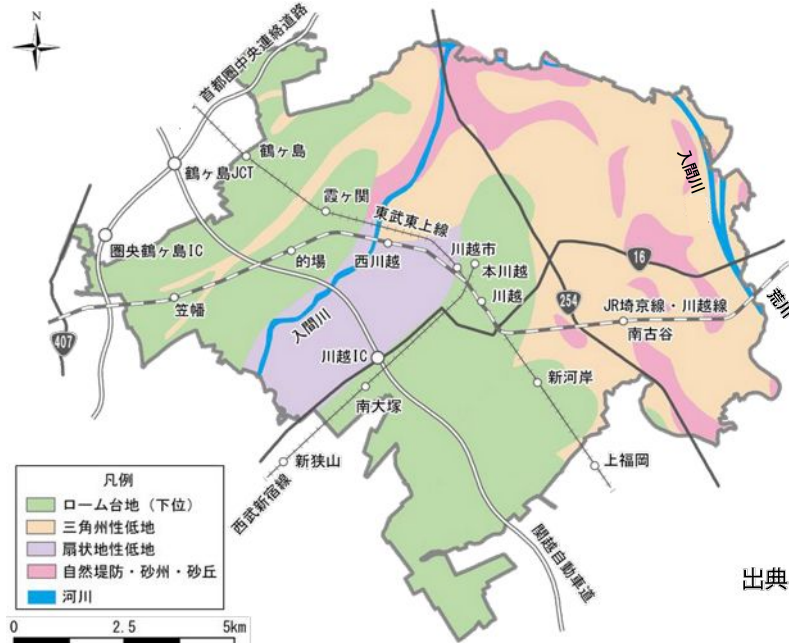 N
首都圏中央連絡道路
鶴ヶ島
鶴ヶ島JCT
霞ヶ関
東武東上線
入間川
圏央鶴ヶ島IC
的場
西川越
川越市
本川越
16
笠幡
川越
254
JR埼京線・川越線
荒川
入間川
407
南古谷
川越IC
新河岸
南大塚
新狭山
上福岡
西武新宿線
関越自動車道
凡例
ローム台地（下位）
三角州性低地
扇状地性低地
自然堤防・砂州・砂丘
河川
出典
0 2.5 5km